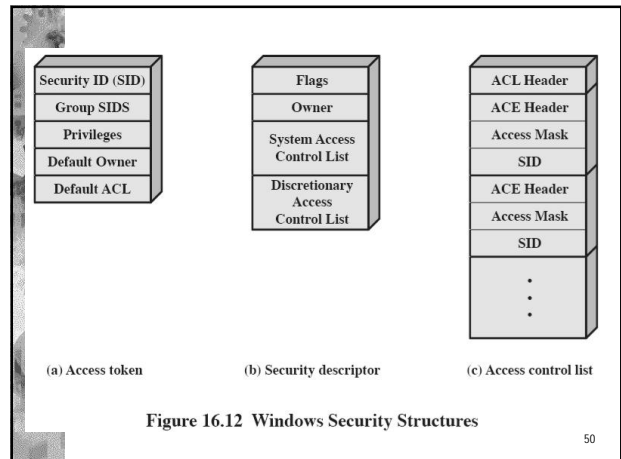 Security ID (SID)
Group SIDS
Privileges
Default Owner
Default ACL
(a) Access token
Flags
Owner
System Access
Control List
Discretionary
Access
Control List
(b) Security descriptor
ACL Header
ACE Header
Access Mask
SID
ACE Header
Access Mask
SID
(c) Access control list
Figure 16.12 Windows Security Structures
50